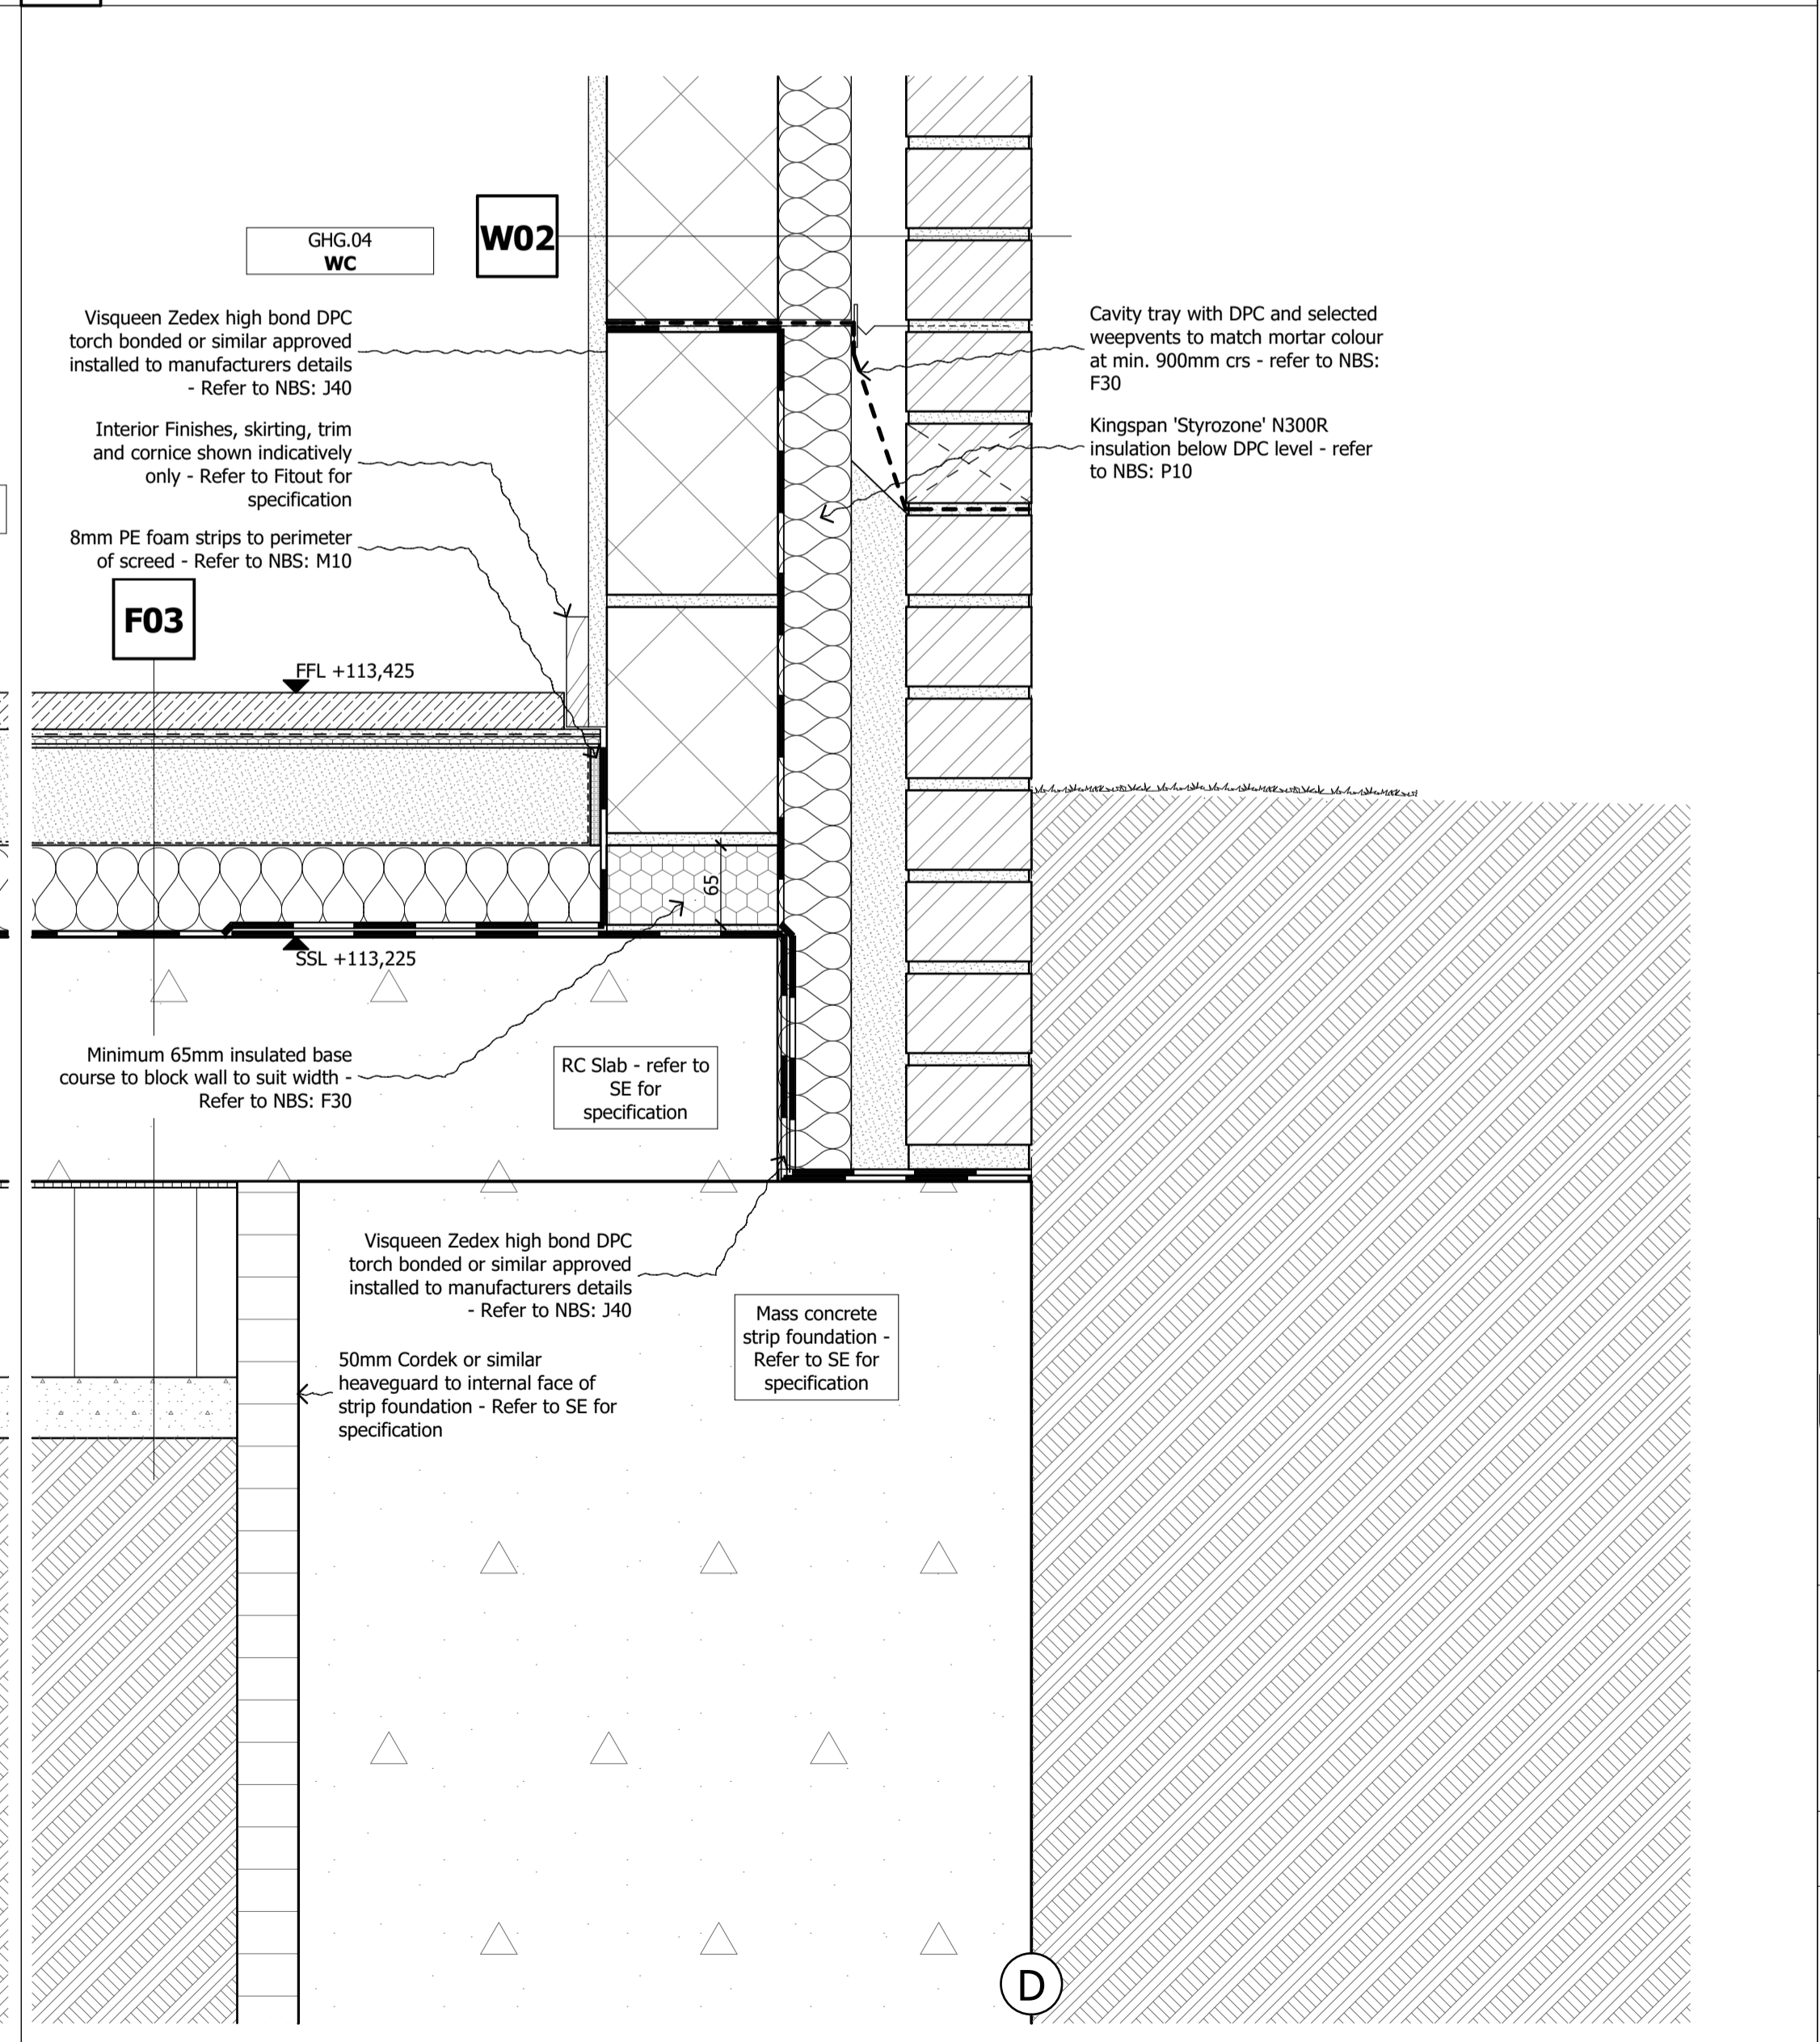 GHG.04
WC
W02
Visqueen Zedex high bond DPC
torch bonded or similar approved
installed to manufacturers details
- Refer to NBS: J40
Interior Finishes, skirting, trim
and cornice shown indicatively
only - Refer to Fitout for
specification
8mm PE foam strips to perimeter
of screed - Refer to NBS: M10
F03
FFL +113,425
Cavity tray with DPC and selected
weepvents to match mortar colour
at min. 900mm crs - refer to NBS:
F30
Kingspan 'Styrozone' N300R
insulation below DPC level - refer
to NBS: P10
65
SSL +113,225
Minimum 65mm insulated base
course to block wall to suit width -
Refer to NBS: F30
RC Slab - refer to
SE for
specification
Visqueen Zedex high bond DPC
torch bonded or similar approved
installed to manufacturers details
- Refer to NBS: J40
Mass concrete
strip foundation -
Refer to SE for
specification
50mm Cordek or similar
heaveguard to internal face of
strip foundation - Refer to SE for
specification
D